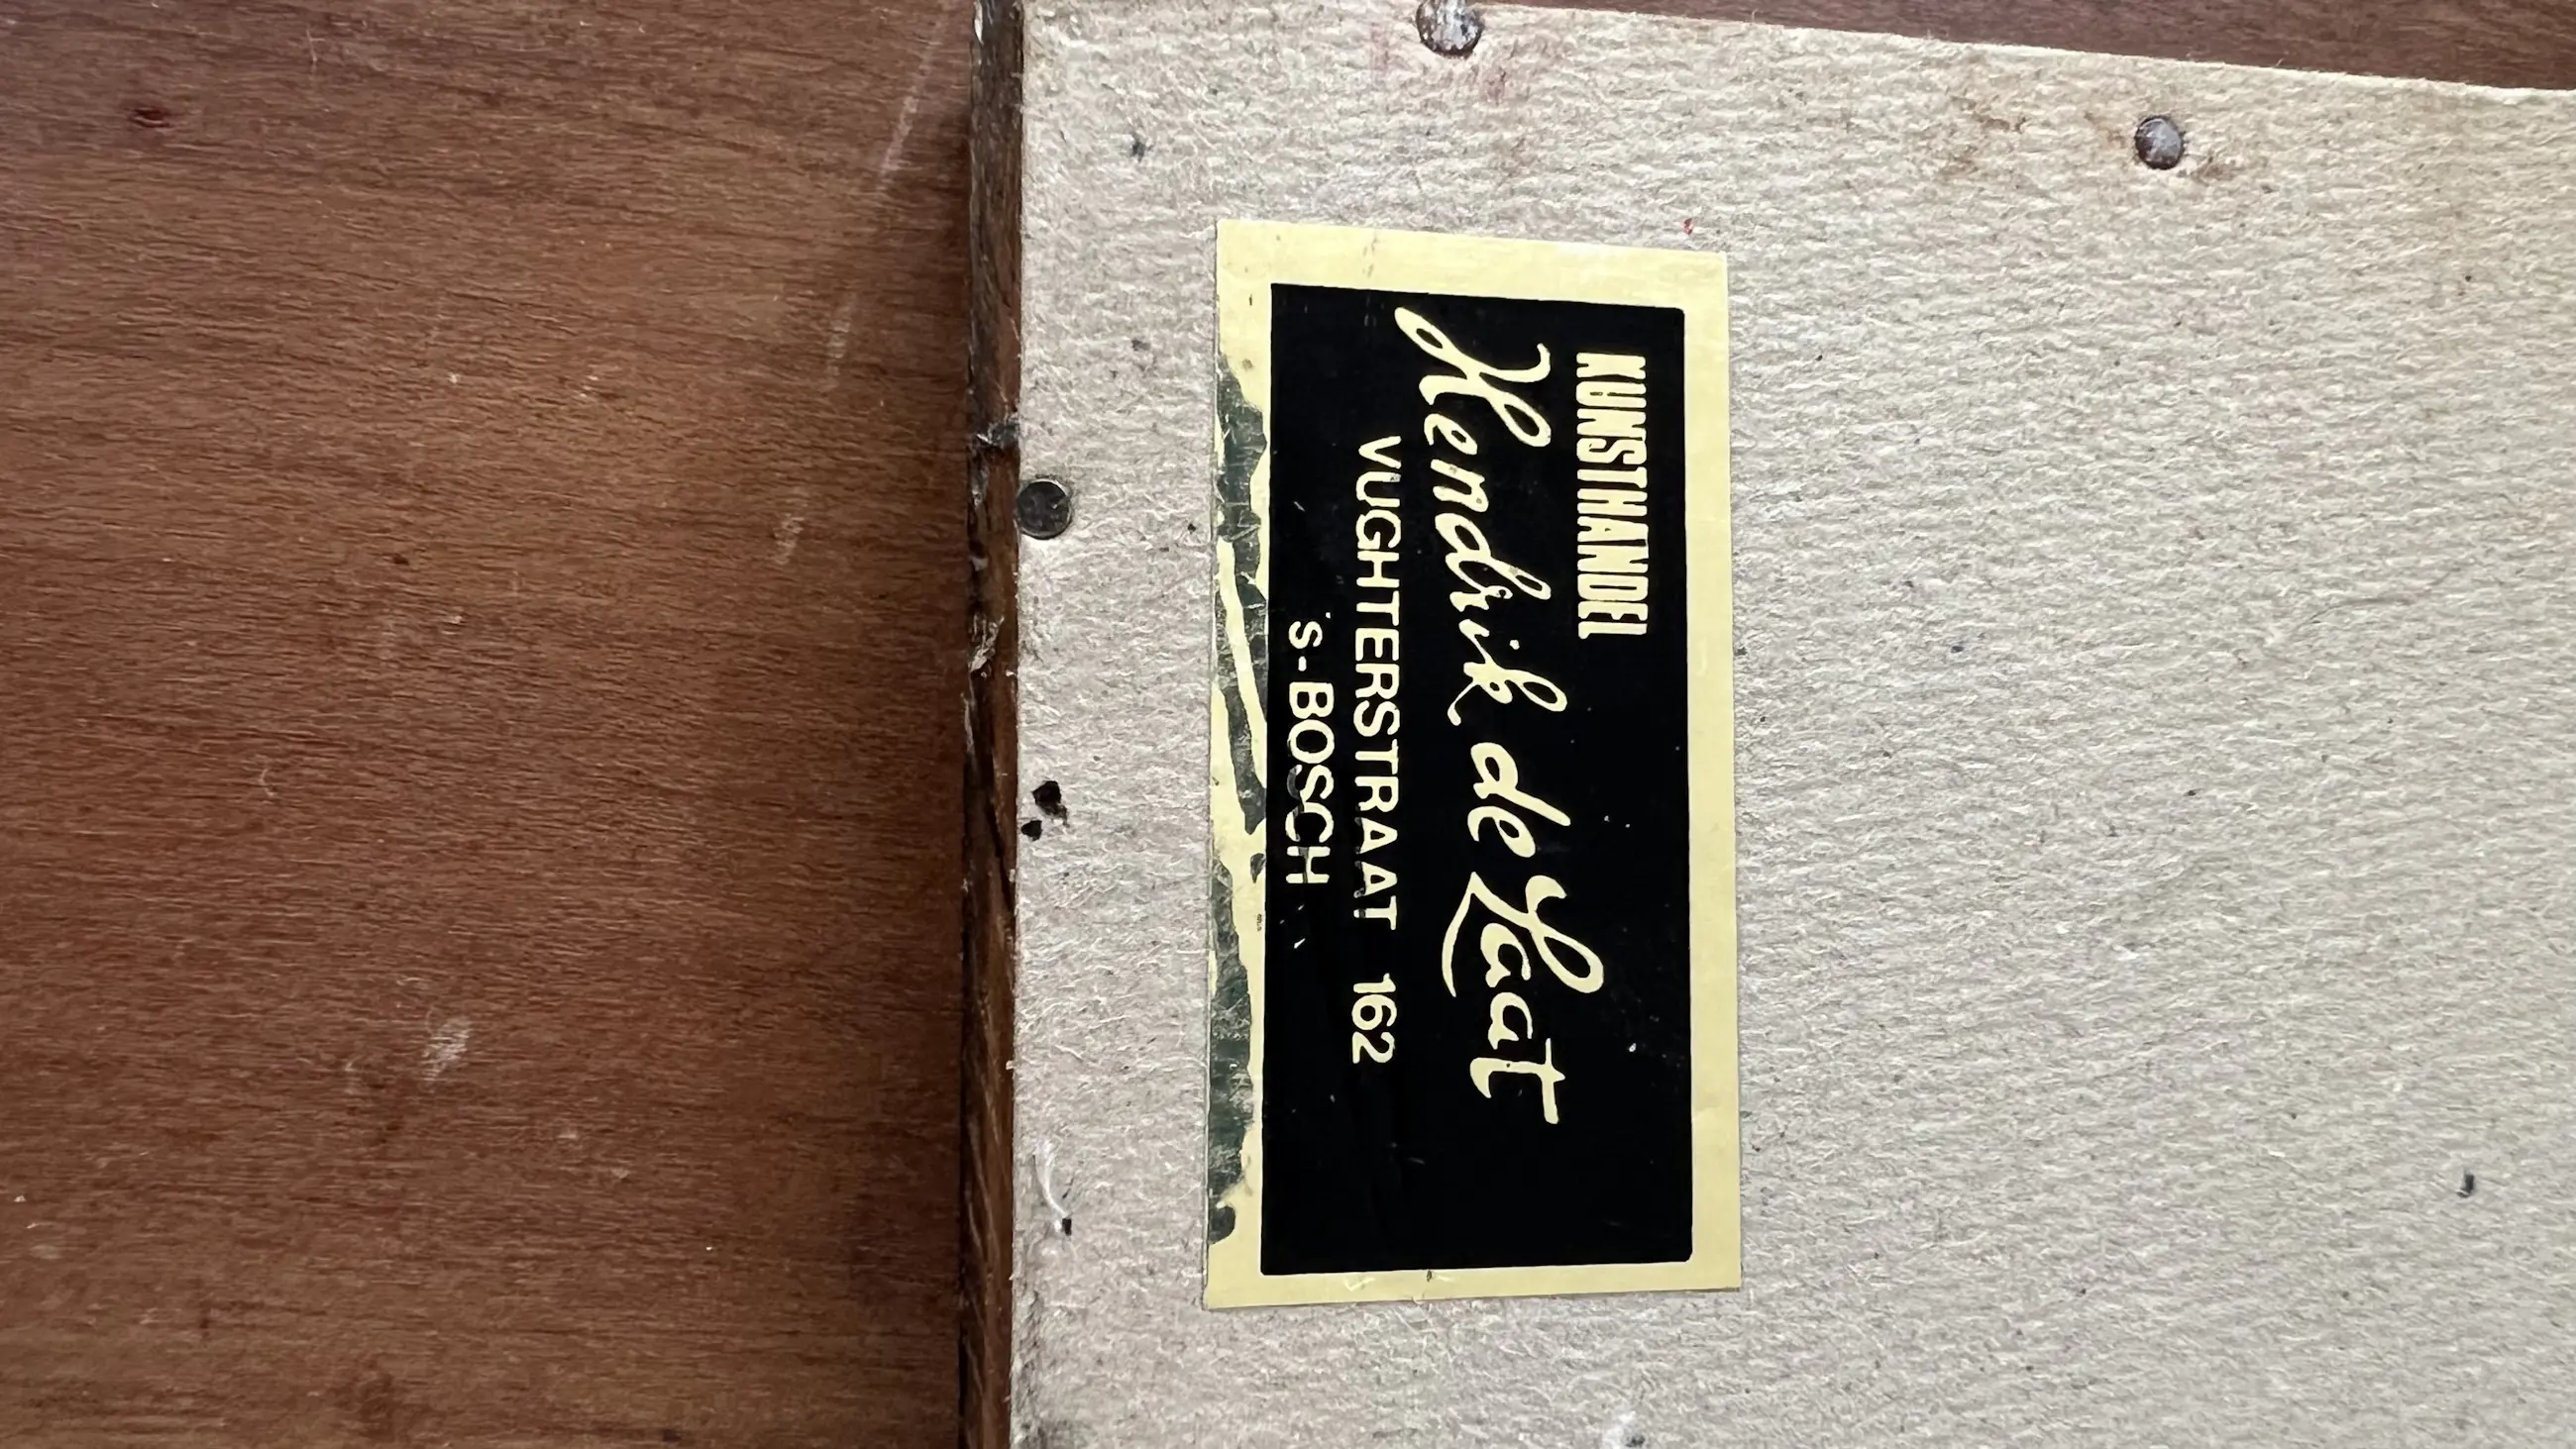 KUNSTHANDEL
Hendrik de Laat
VUGHTERSTRAAT 162
's-BOSCH